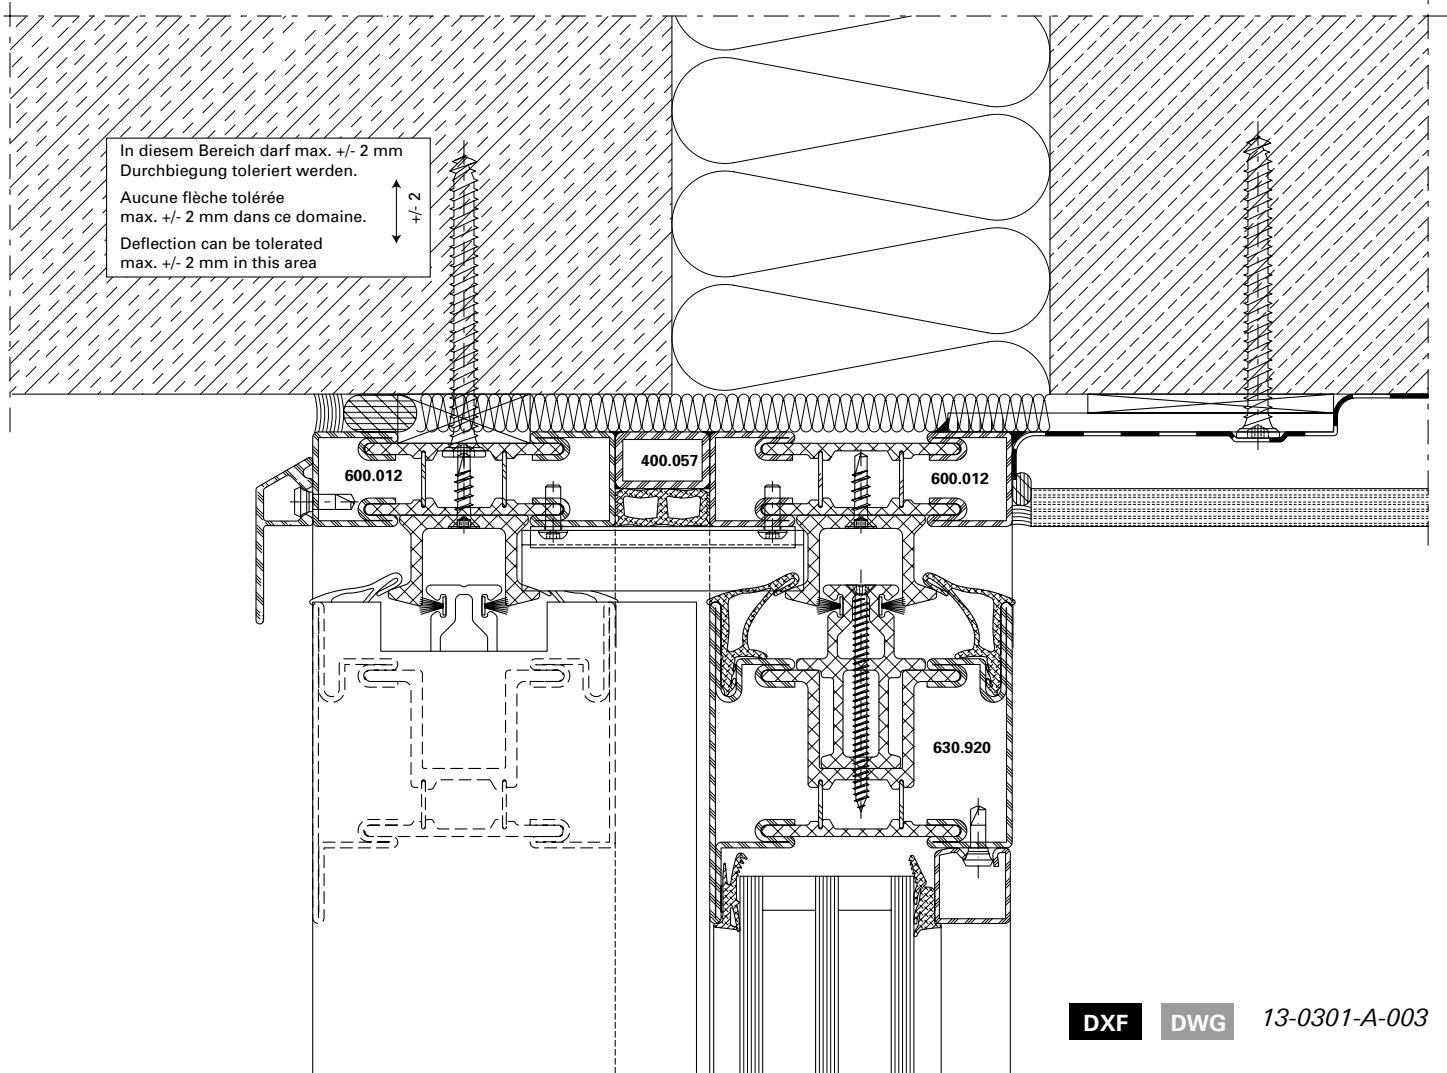 In diesem Bereich darf max. +/- 2 mm
Durchbiegung toleriert werden.
Aucune flèche tolérée
max. +/- 2 mm dans ce domaine.
Deflection can be tolerated
max. +/- 2 mm in this area
+/- 2
600.012
400.057
600.012
630.920
DXF
DWG
13-0301-A-003